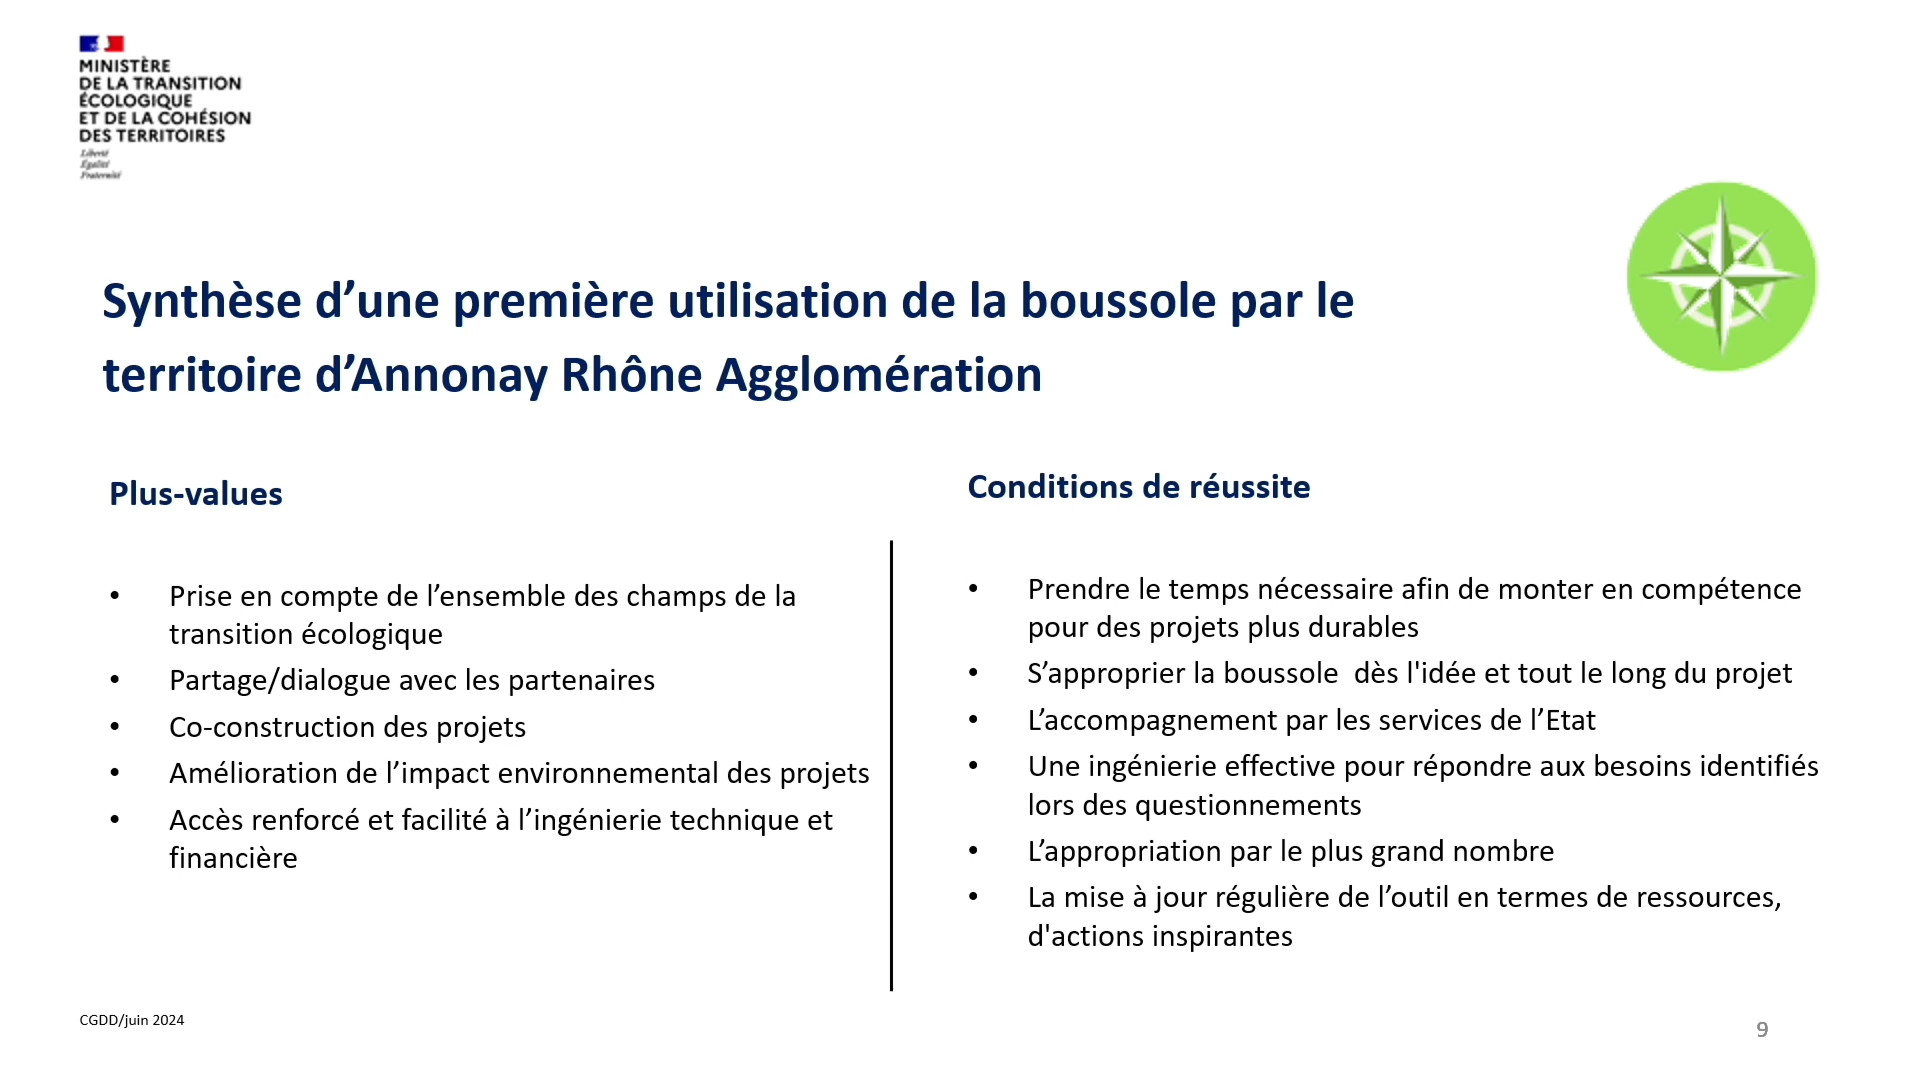 MINISTÈRE
DE LA TRANSITION
ÉCOLOGIQUE
ET DE LA COHÉSION
DES TERRITOIRES
Liberté
Égalité
Fraternité
Synthèse d’une première utilisation de la boussole par le
territoire d’Annonay Rhône Agglomération
Plus-values
• Prise en compte de l’ensemble des champs de la
transition écologique
• Partage/dialogue avec les partenaires
• Co-construction des projets
• Amélioration de l’impact environnemental des projets
• Accès renforcé et facilité à l’ingénierie technique et
financière
Conditions de réussite
• Prendre le temps nécessaire afin de monter en compétence
pour des projets plus durables
• S’approprier la boussole  dès l'idée et tout le long du projet
• L’accompagnement par les services de l’Etat
• Une ingénierie effective pour répondre aux besoins identifiés
lors des questionnements
• L’appropriation par le plus grand nombre
• La mise à jour régulière de l’outil en termes de ressources,
d'actions inspirantes
CGDD/juin 2024
9